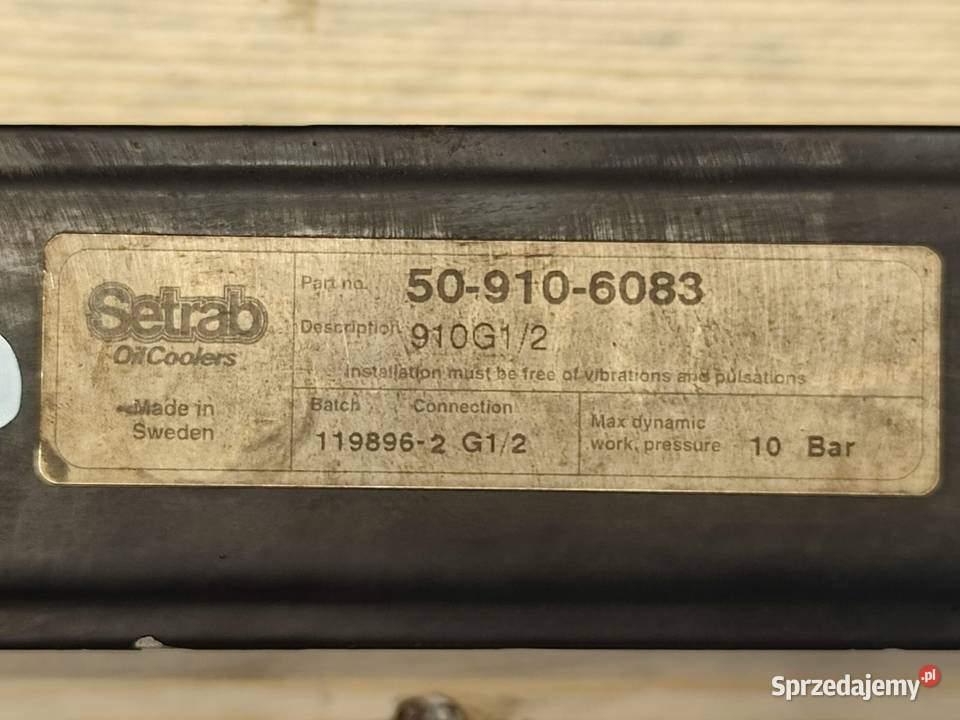 Setrab
Oil Coolers
Made in
Sweden
Part no. 50-910-6083
Description 910G1/2
Installation must be free of vibrations and pulsations
Batch Connection
119896-2 G1/2
Max dynamic
work, pressure 10 Bar
Sprzedajemy.pl